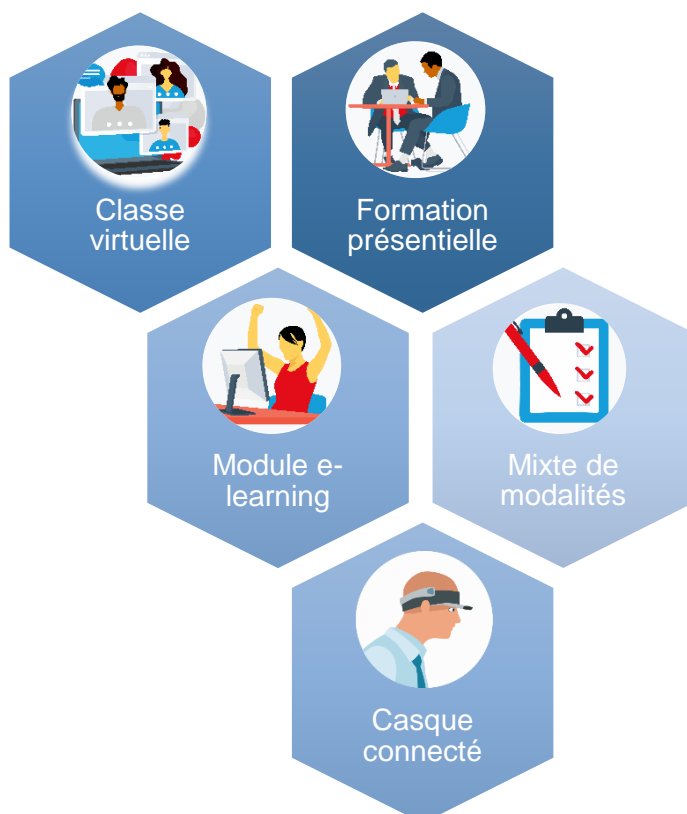 Classe
virtuelle
Formation
présentielle
Module e-
learning
Mixte de
modalités
Casque
connecté